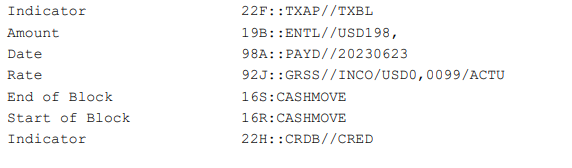 Indicator 22F::TXAP//TXBL
Amount 19B::ENTL//USD198,
Date 98A::PAYD//20230623
Rate 92J::GRSS//INCO/USD0,0099/ACTU
End of Block 16S:CASHMOVE
Start of Block 16R:CASHMOVE
Indicator 22H::CRDB//CRED